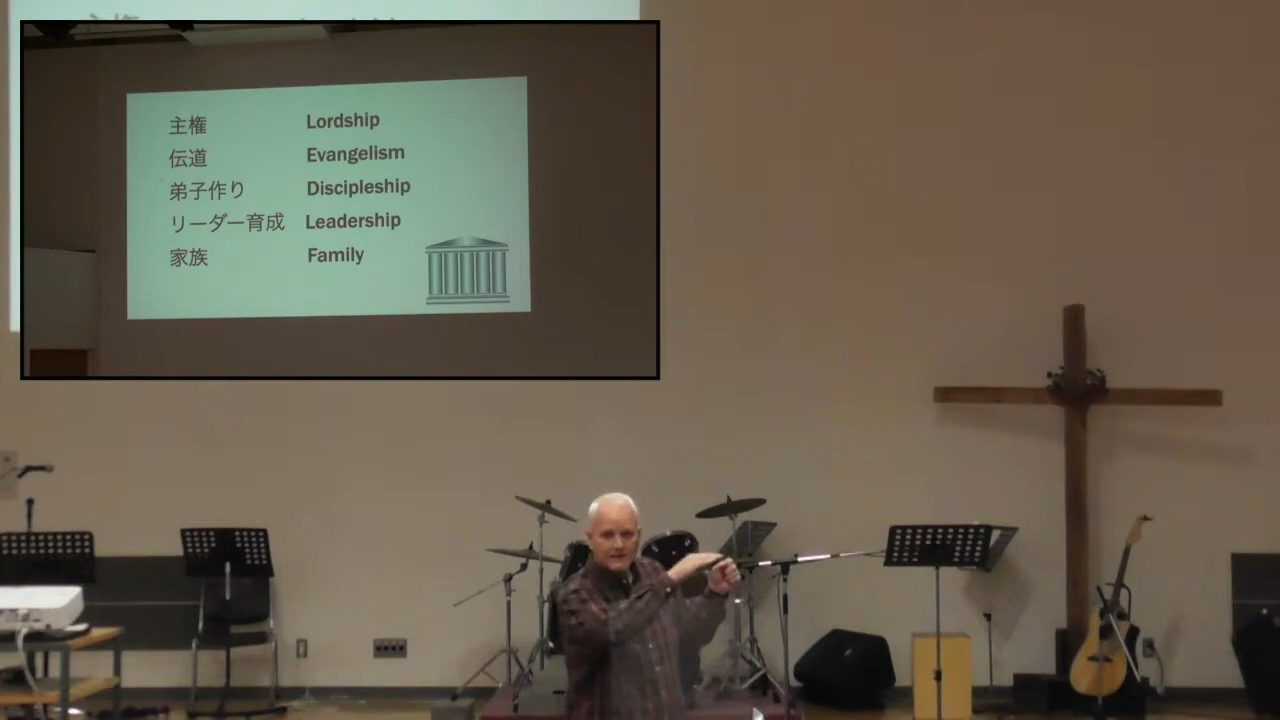 主権 Lordship
伝道 Evangelism
弟子作り Discipleship
リーダー育成 Leadership
家族 Family